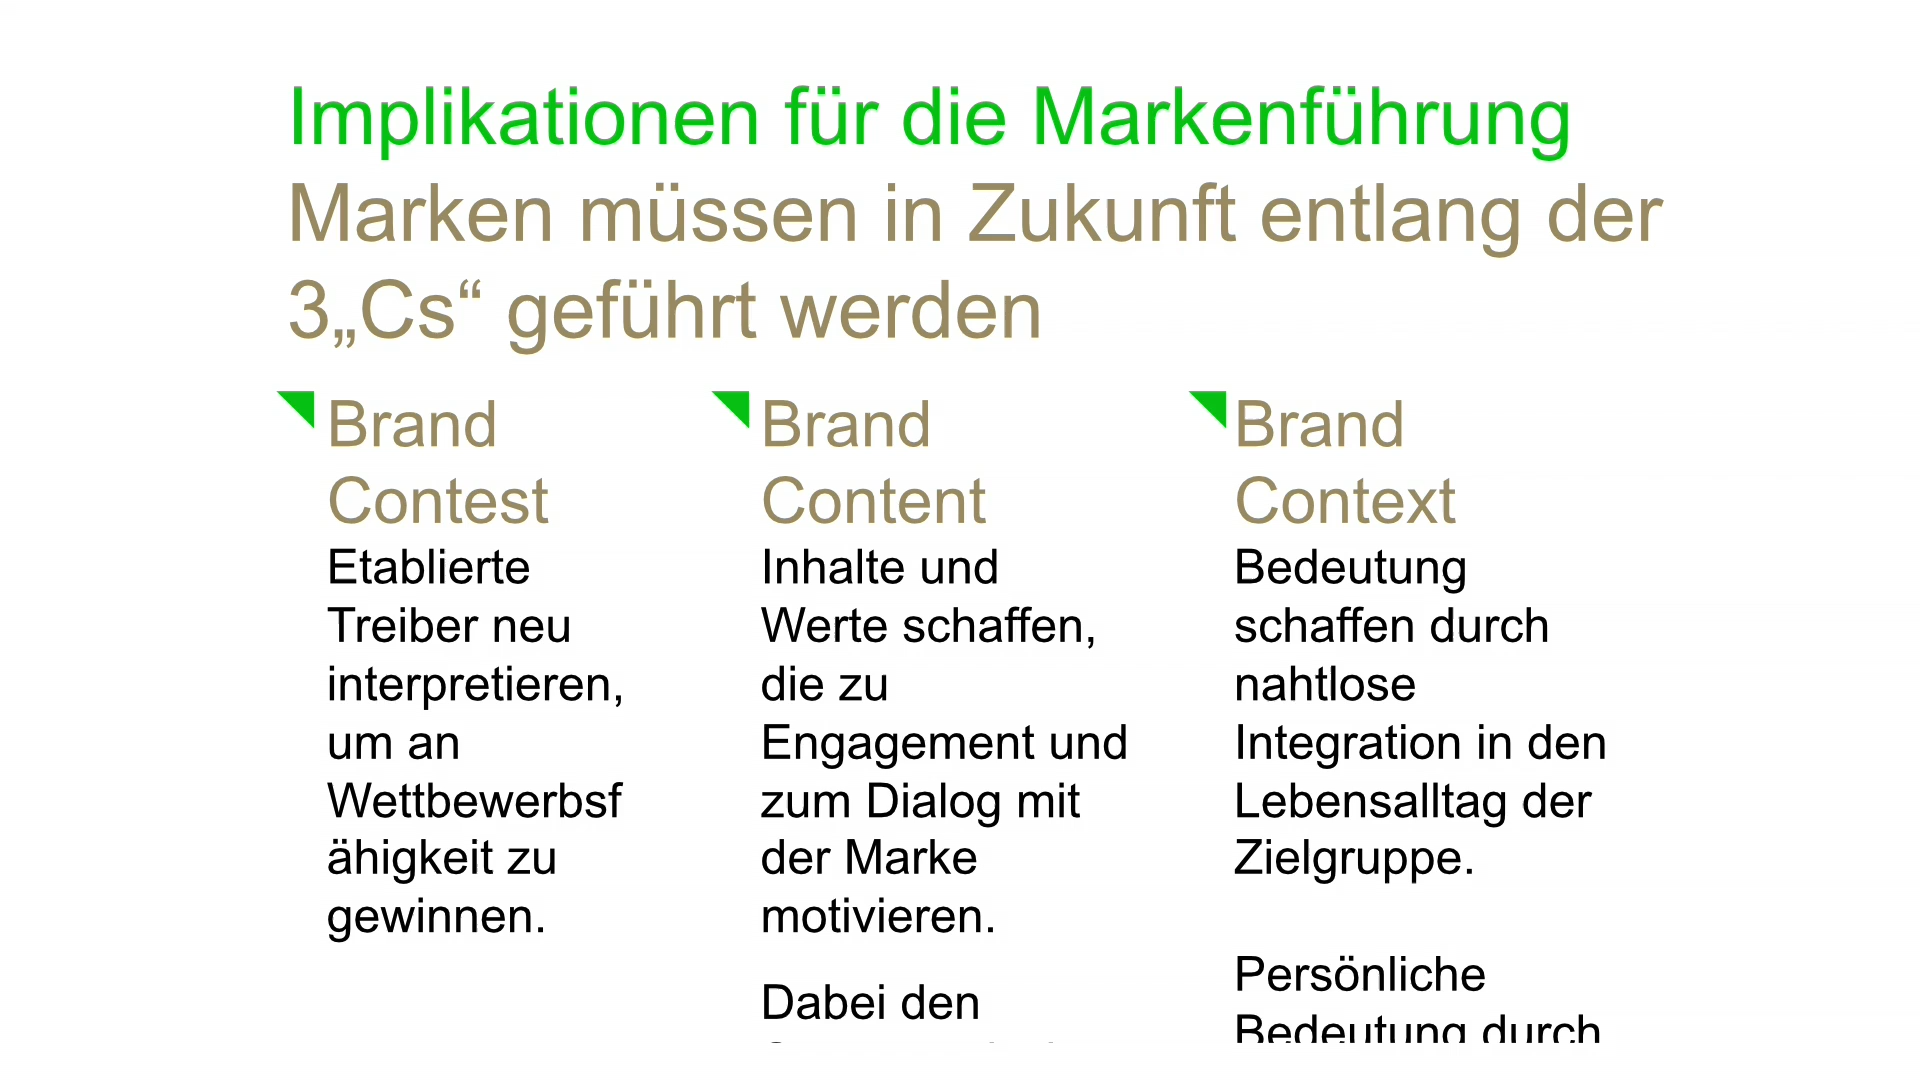 Implikationen für die Markenführung
Marken müssen in Zukunft entlang der
3„Cs“ geführt werden
Brand
Contest
Etablierte
Treiber neu
interpretieren,
um an
Wettbewerbsf
ähigkeit zu
gewinnen.
Brand
Content
Inhalte und
Werte schaffen,
die zu
Engagement und
zum Dialog mit
der Marke
motivieren.
Dabei den
Brand
Context
Bedeutung
schaffen durch
nahtlose
Integration in den
Lebensalltag der
Zielgruppe.
Persönliche
Bedeutung durch